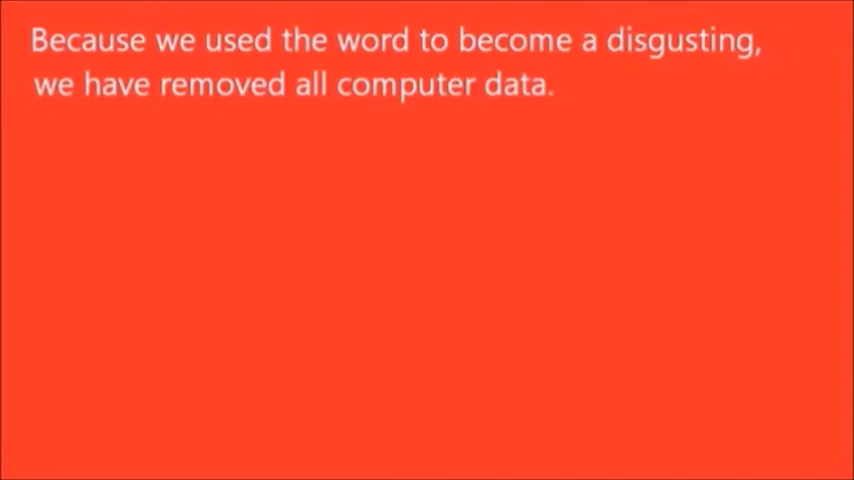 Because we used the word to become a disgusting,
we have removed all computer data.